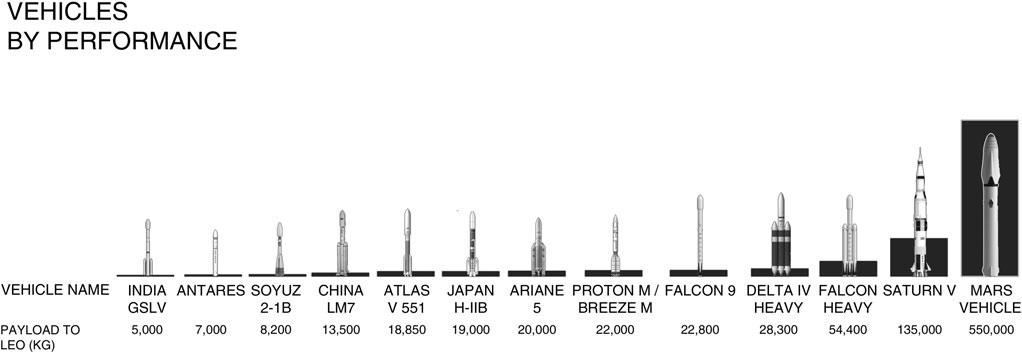 VEHICLES
BY PERFORMANCE
VEHICLE NAME INDIA ANTARES SOYUZ CHINA ATLAS JAPAN ARIANE PROTON M / FALCON 9 DELTA IV FALCON SATURN V MARS
GSLV 2-1B LM7 V 551 H-IIB 5 BREEZE M HEAVY HEAVY VEHICLE
PAYLOAD TO 5,000 7,000 8,200 13,500 18,850 19,000 20,000 22,000 22,800 28,300 54,400 135,000 550,000
LEO (KG)